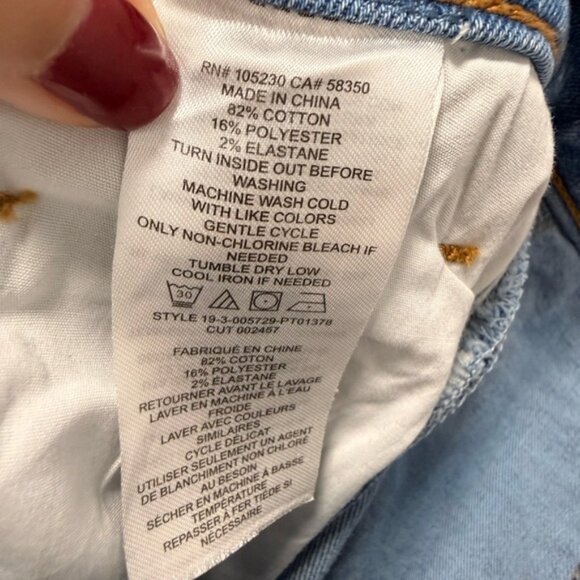 RN# 105230 CA# 58350
MADE IN CHINA
82% COTTON
16% POLYESTER
2% ELASTANE
TURN INSIDE OUT BEFORE
WASHING
MACHINE WASH COLD
WITH LIKE COLORS
GENTLE CYCLE
ONLY NON-CHLORINE BLEACH IF
NEEDED
TUMBLE DRY LOW
COOL IRON IF NEEDED
30
STYLE 19-3-005729-PT01378
CUT 002457
FABRIQUÉ EN CHINE
82% COTON
16% POLYESTER
2% ÉLASTANE
RETOURNER AVANT LE LAVAGE
LAVER EN MACHINE À L'EAU
FROIDE
LAVER AVEC COULEURS
SIMILAIRES
CYCLE DÉLICAT
UTILISER SEULEMENT UN AGENT
DE BLANCHIMENT NON CHLORE
AU BESOIN
SÉCHER EN MACHINE À BASSE
TEMPÉRATURE
REPASSER À FER TIÈDE SI
NÉCESSAIRE